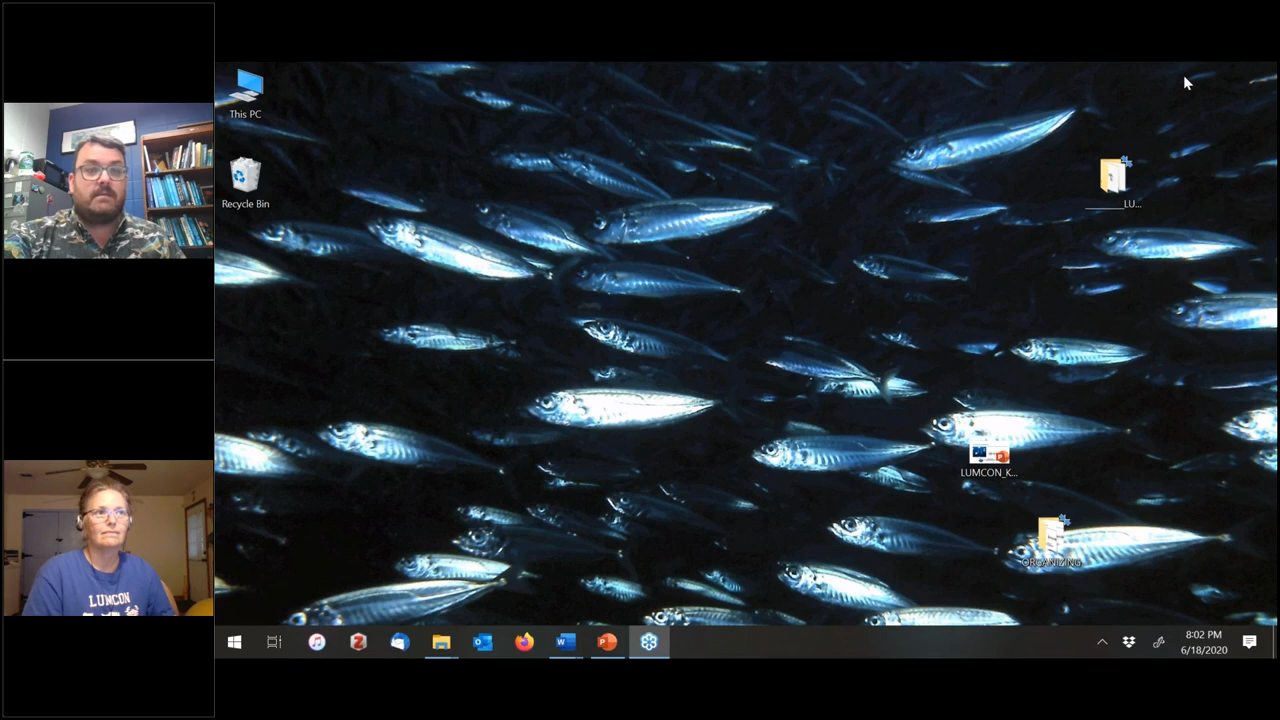 This PC
Recycle Bin
LU...
LUMCON_K...
ORGANIZING
LUMCON
8:02 PM
6/18/2020